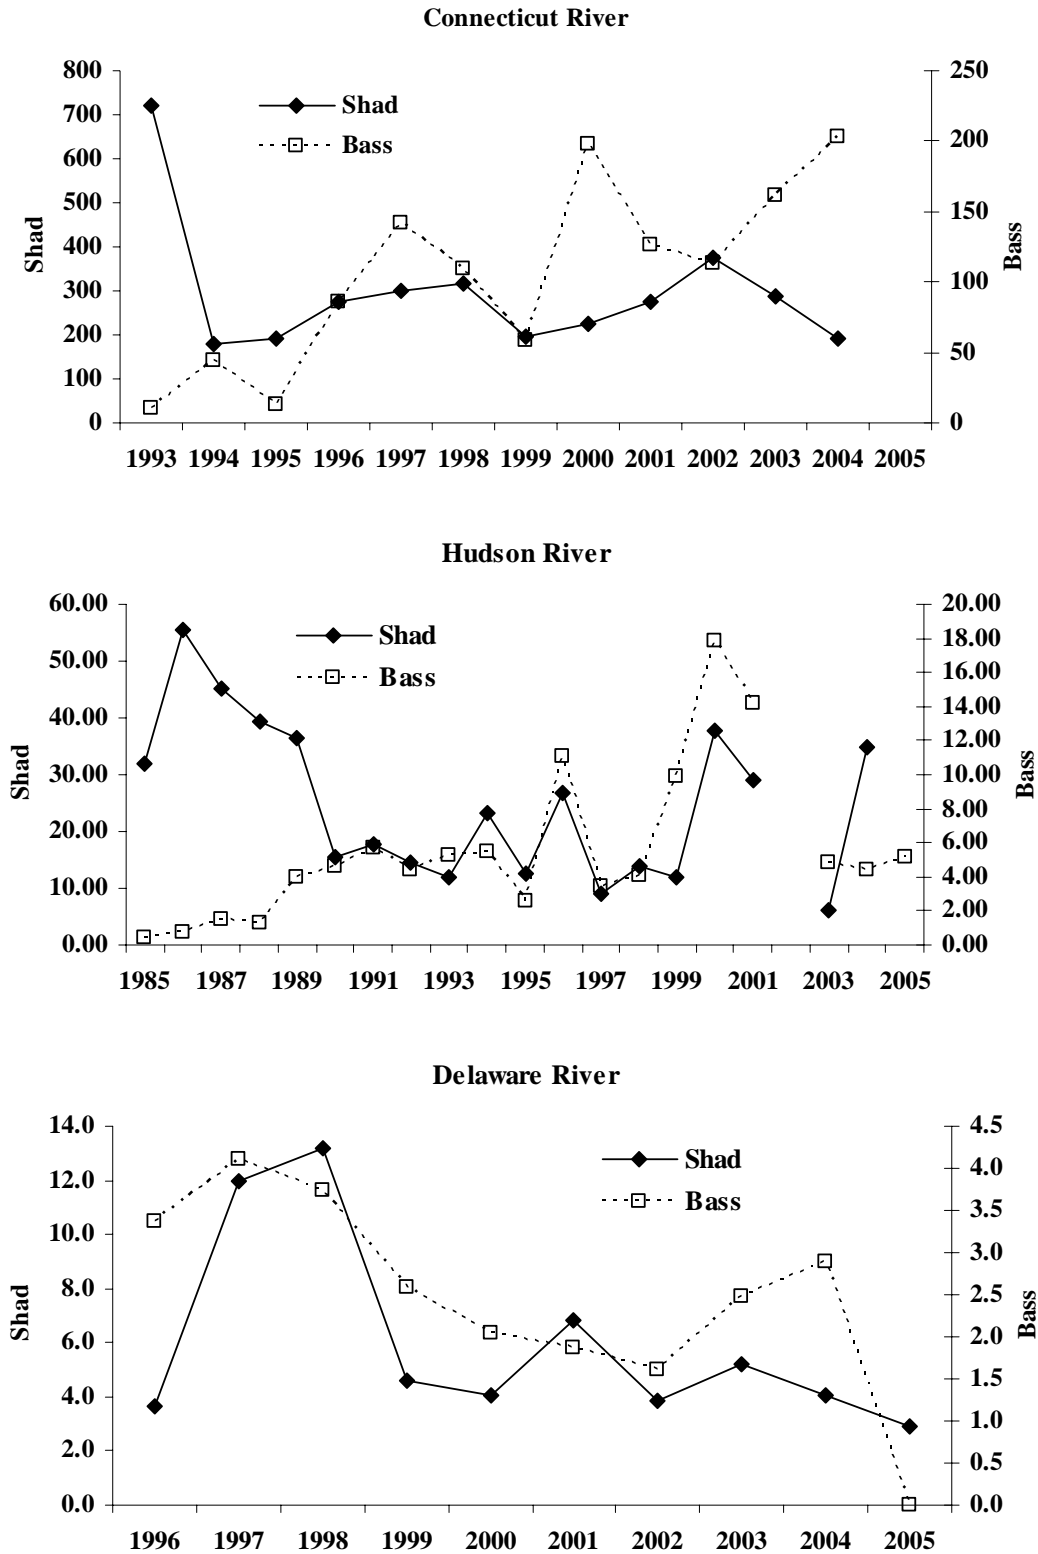 Connecticut River
800 250
700
Shad
200
600
Bass
500
150
400
100
300
200
50
100
0 0
Shad
Bass
1993 1994 1995 1996 1997 1998 1999 2000 2001 2002 2003 2004 2005
Hudson River
60.00 20.00
18.00
Shad
50.00
16.00
Bass
14.00
40.00
12.00
30.00 10.00
8.00
20.00
6.00
4.00
10.00
2.00
0.00 0.00
Shad
Bass
1985 1987 1989 1991 1993 1995 1997 1999 2001 2003 2005
Delaware River
14.0 4.5
4.0
Shad
12.0
3.5
Bass
10.0
3.0
8.0
2.5
6.0
2.0
1.5
4.0
1.0
2.0
0.5
0.0 0.0
Shad
Bass
1996 1997 1998 1999 2000 2001 2002 2003 2004 2005